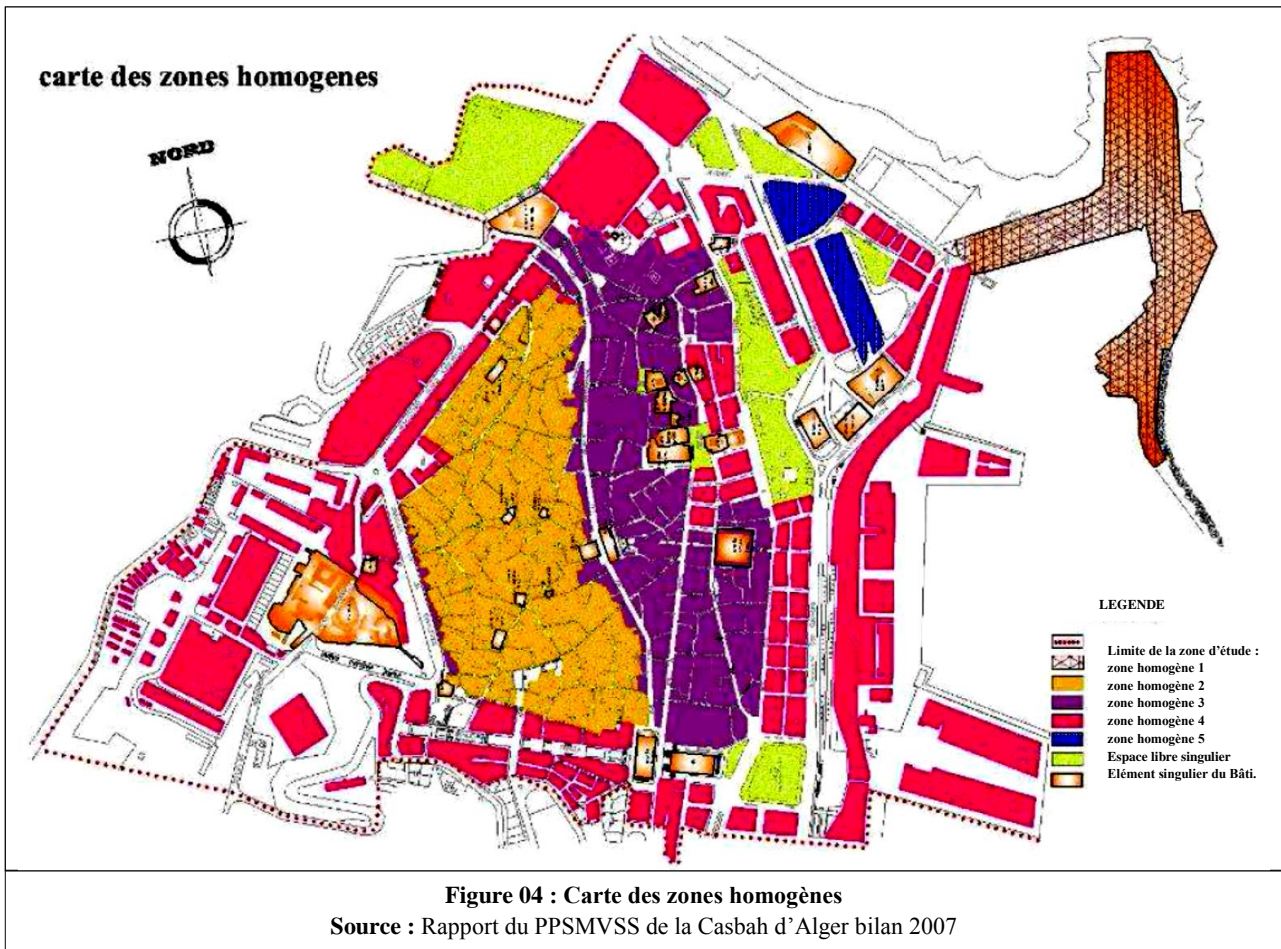 carte des zones homogenes
NORD
LEGENDE
Limite de la zone d'étude :
zone homogène 1
zone homogène 2
zone homogène 3
zone homogène 4
zone homogène 5
Espace libre singulier
Elément singulier du Bâti.
Figure 04 : Carte des zones homogènes
Source : Rapport du PPSMVSS de la Casbah d'Alger bilan 2007